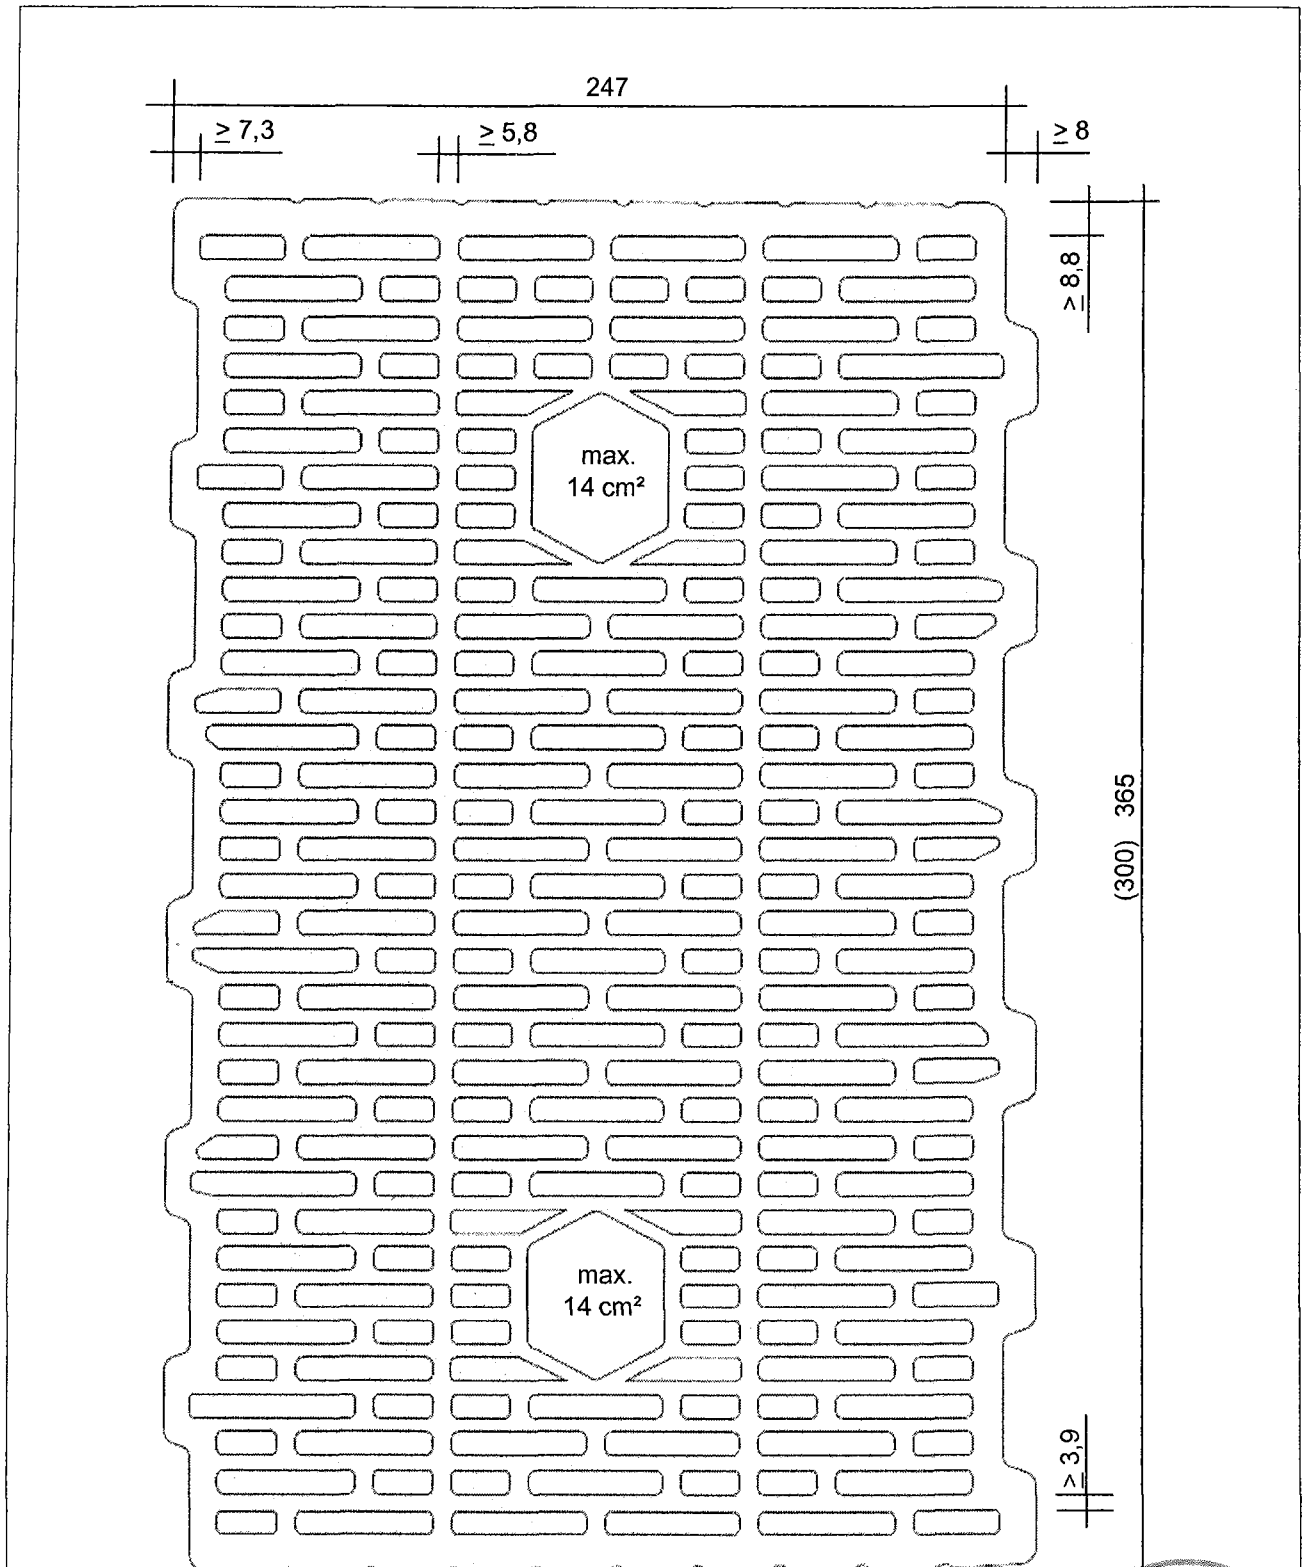 247
≥ 7,3
≥ 5,8
≥ 8
≥ 8,8
max.
14 cm²
(300) 365
max.
14 cm²
≥ 3,9